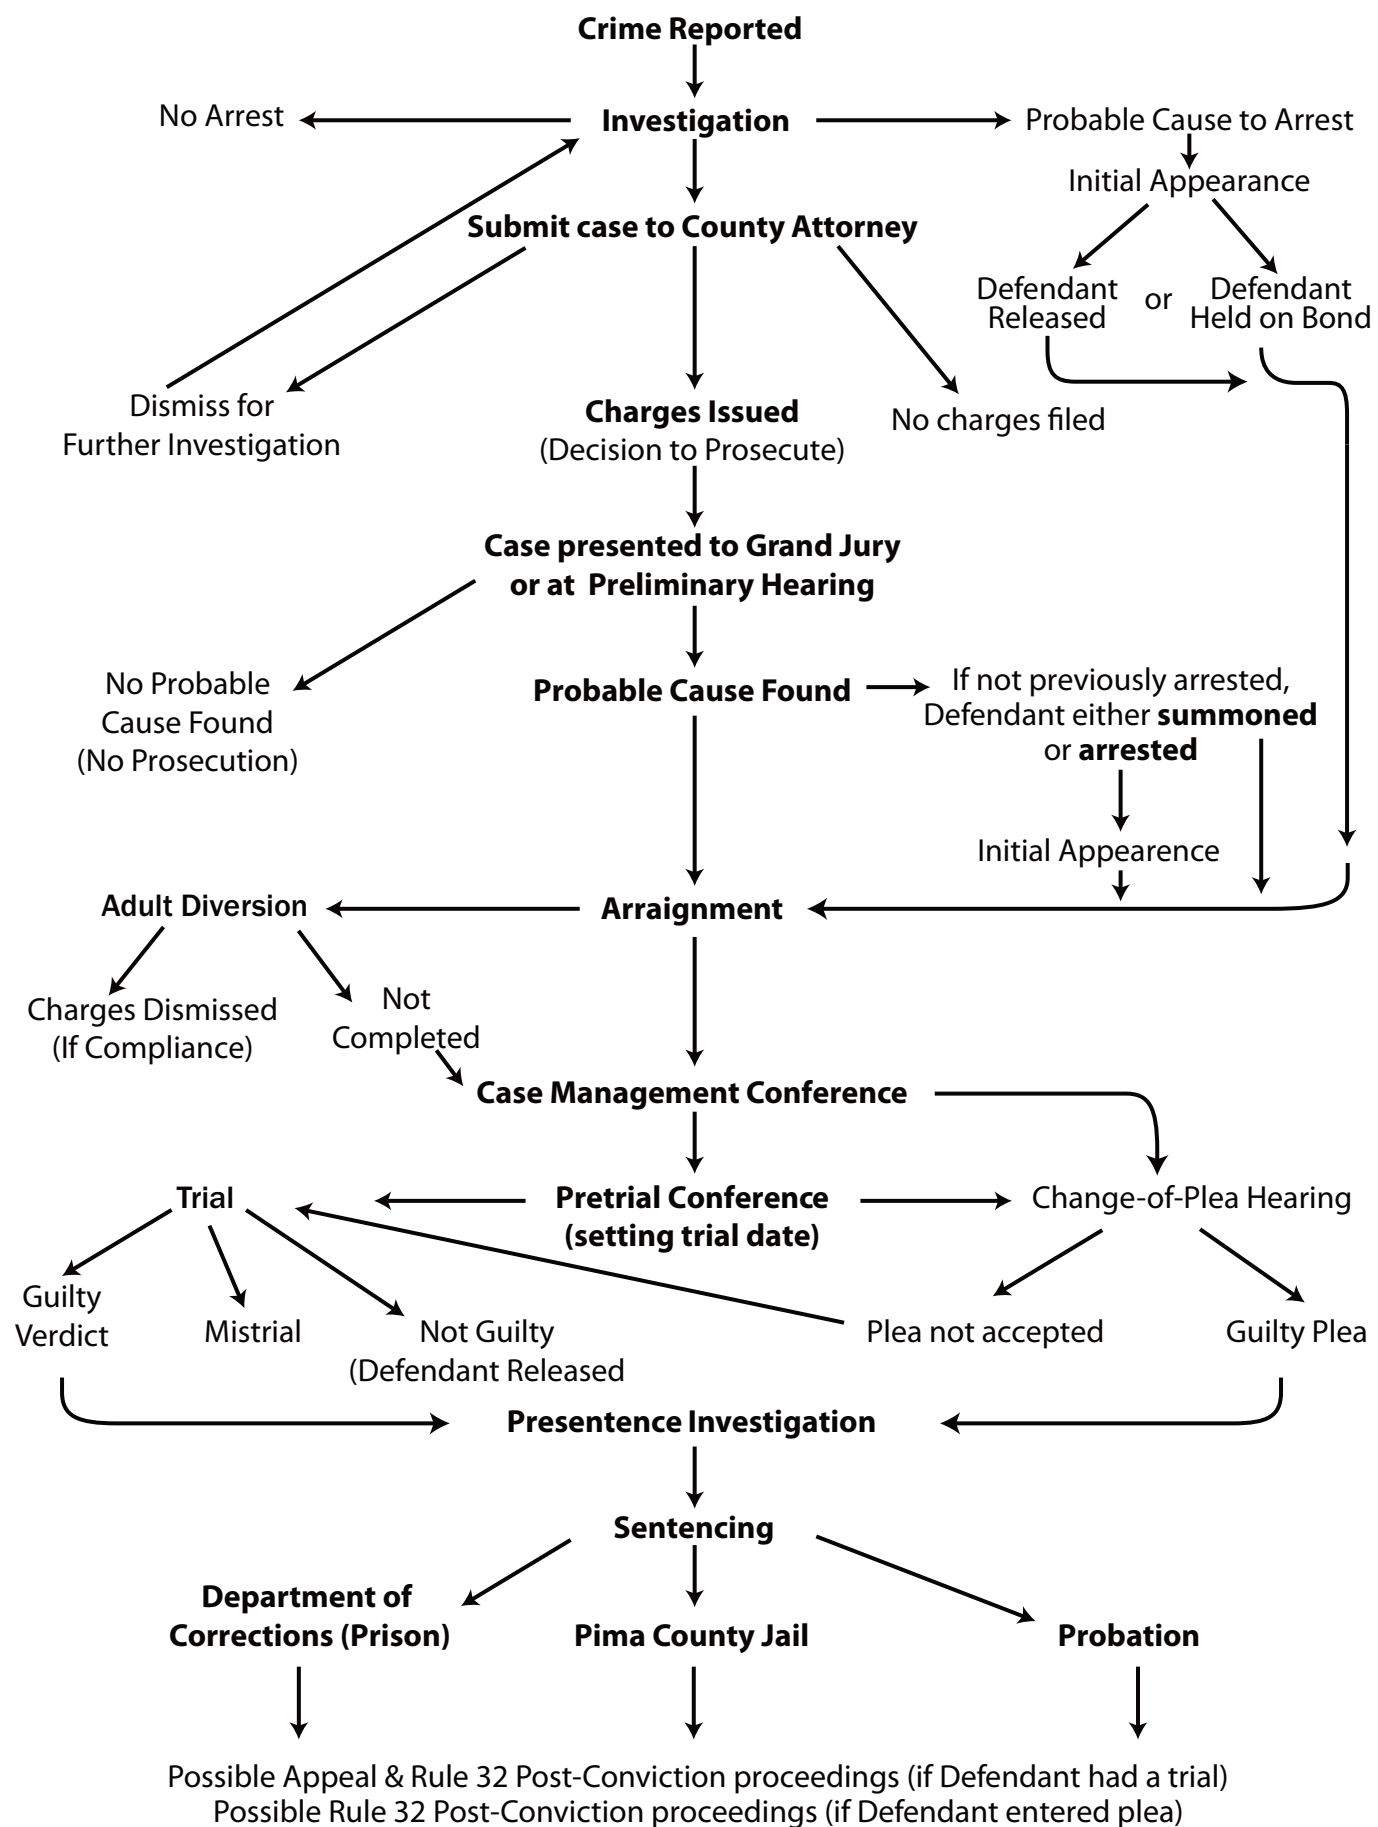 Crime Reported
No Arrest
Investigation
Probable Cause to Arrest
Initial Appearance
Submit case to County Attorney
Defendant
Released
or
Defendant
Held on Bond
Dismiss for
Further Investigation
Charges Issued
(Decision to Prosecute)
No charges filed
Case presented to Grand Jury
or at Preliminary Hearing
No Probable
Cause Found
(No Prosecution)
Probable Cause Found
If not previously arrested,
Defendant either summoned
or arrested
Initial Appearence
Adult Diversion
Arraignment
Charges Dismissed
(If Compliance)
Not
Completed
Case Management Conference
Trial
Pretrial Conference
(setting trial date)
Change-of-Plea Hearing
Guilty
Verdict
Mistrial
Not Guilty
(Defendant Released
Plea not accepted
Guilty Plea
Presentence Investigation
Sentencing
Department of
Corrections (Prison)
Pima County Jail
Probation
Possible Appeal & Rule 32 Post-Conviction proceedings (if Defendant had a trial)
Possible Rule 32 Post-Conviction proceedings (if Defendant entered plea)